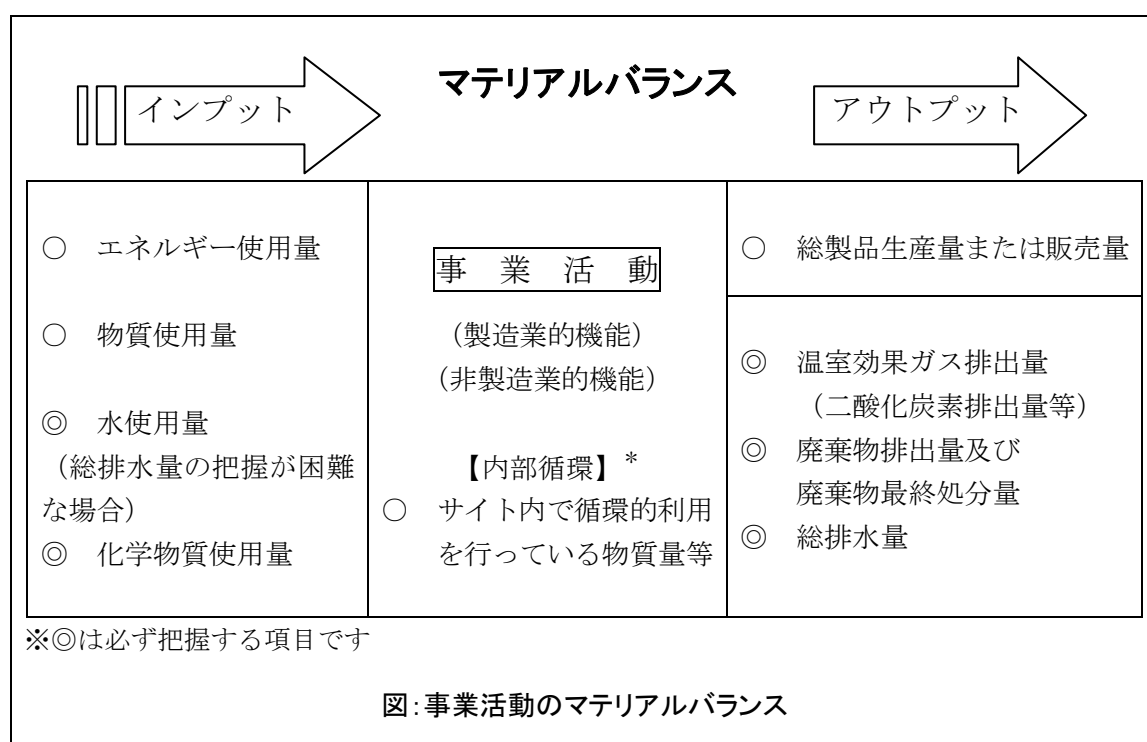 マテリアルバランス
インプット
アウトプット
○ エネルギー使用量
○ 物質使用量
◎ 水使用量
（総排水量の把握が困難
な場合）
◎ 化学物質使用量
事 業 活 動
（製造業的機能）
（非製造業的機能）
【内部循環】*
○ サイト内で循環的利用
を行っている物質量等
○ 総製品生産量または販売量
◎ 温室効果ガス排出量
（二酸化炭素排出量等）
◎ 廃棄物排出量及び
廃棄物最終処分量
◎ 総排水量
※◎は必ず把握する項目です
図：事業活動のマテリアルバランス